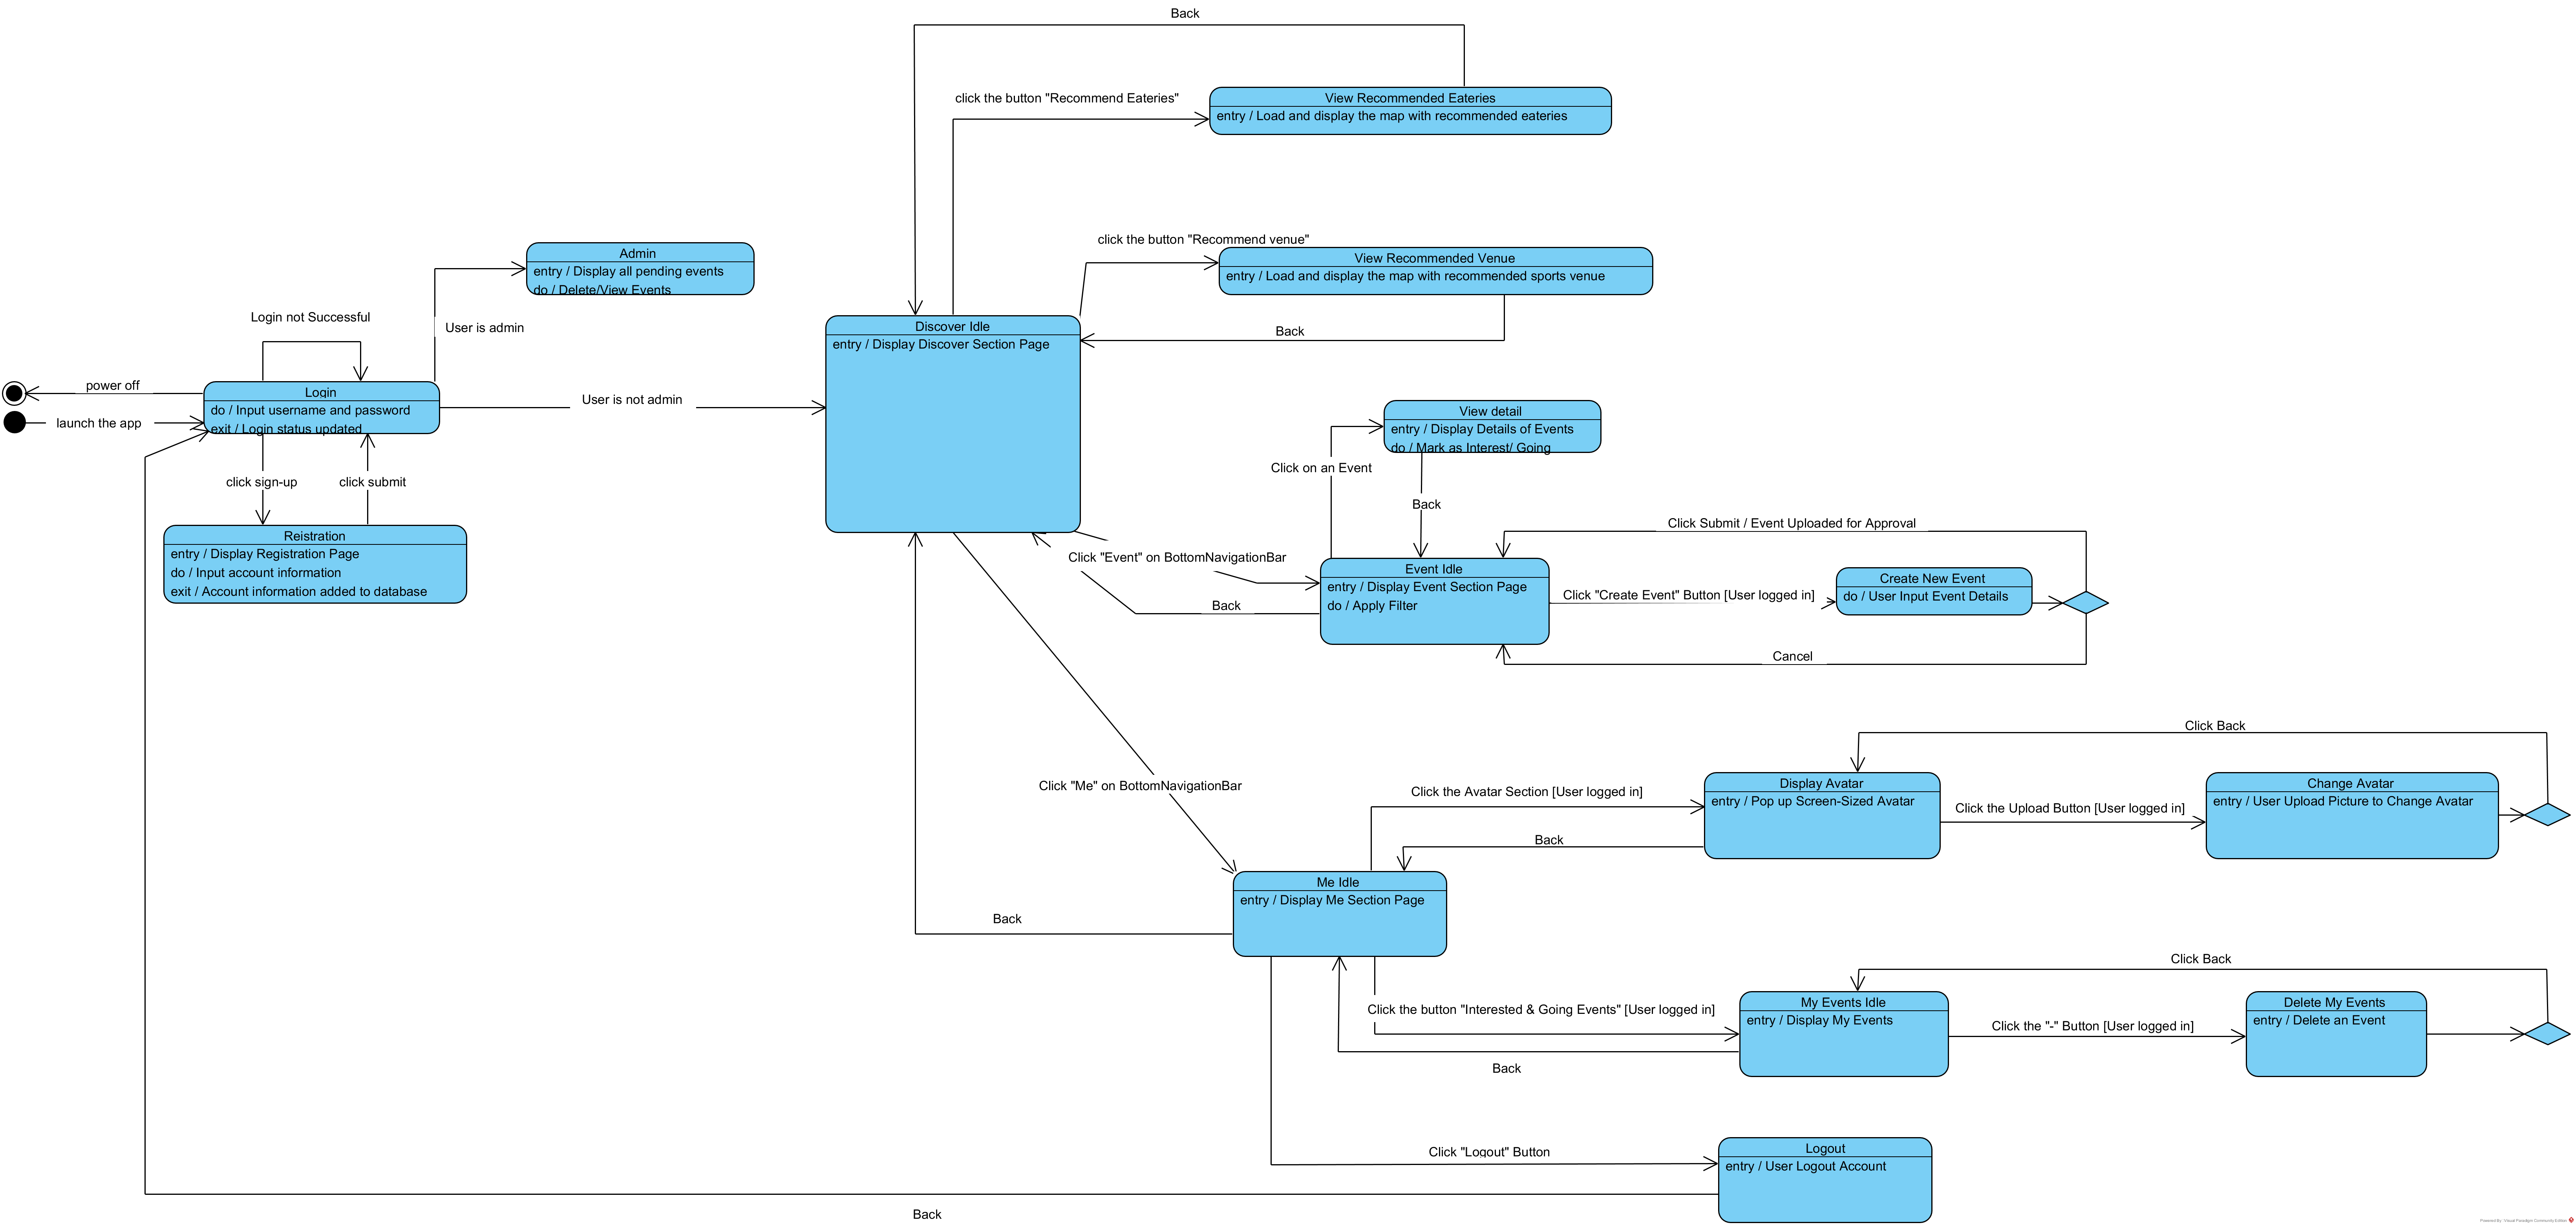 Back
click the button "Recommend Eateries"
View Recommended Eateries
entry / Load and display the map with recommended eateries
click the button "Recommend venue"
View Recommended Venue
entry / Load and display the map with recommended sports venue
Back
Admin
entry / Display all pending events
do / Delete/View Events
User is admin
Login not Successful
Discover Idle
entry / Display Discover Section Page
power off
launch the app
Login
do / Input username and password
exit / Login status updated
User is not admin
click sign-up
click submit
Reistration
entry / Display Registration Page
do / Input account information
exit / Account information added to database
View detail
entry / Display Details of Events
do / Mark as Interest/ Going
Click on an Event
Back
Click "Event" on BottomNavigationBar
Back
Event Idle
entry / Display Event Section Page
do / Apply Filter
Click Submit / Event Uploaded for Approval
Click "Create Event" Button [User logged in]
Create New Event
do / User Input Event Details
Cancel
Click "Me" on BottomNavigationBar
Click Back
Click the Avatar Section [User logged in]
Display Avatar
entry / Pop up Screen-Sized Avatar
Click the Upload Button [User logged in]
Change Avatar
entry / User Upload Picture to Change Avatar
Back
Me Idle
entry / Display Me Section Page
Back
Click Back
Click the button "Interested & Going Events" [User logged in]
My Events Idle
entry / Display My Events
Click the "-" Button [User logged in]
Delete My Events
entry / Delete an Event
Back
Click "Logout" Button
Logout
entry / User Logout Account
Back
Powered By Visual Paradigm Community Edition